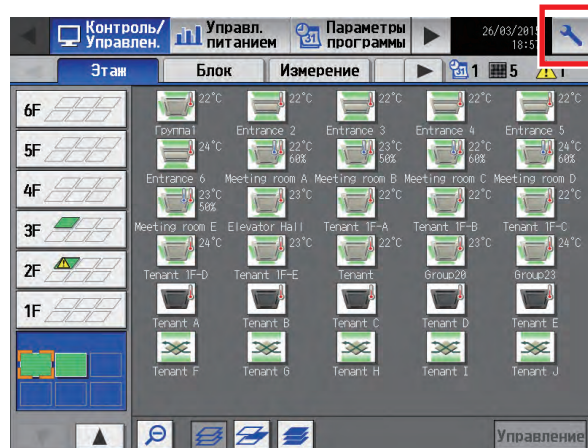 Контроль/ Управл. Параметры 26/03/2015
Управлен. питанием программы 18:57
Этаж Блок Измерение 1 5 1
6F 22°C 22°C 22°C 22°C 22°C
Группа1 Entrance 2 Entrance 3 Entrance 4 Entrance 5
5F 24°C 22°C 23°C 22°C 24°C
60% 50% 60% 60%
Entrance 6 Meeting room A Meeting room B Meeting room C Meeting room D
4F 23°C 23°C 22°C 22°C 22°C
50%
3F Meeting room E Elevator Hall Tenant 1F-A Tenant 1F-B Tenant 1F-C
24°C 23°C 22°C 23°C 24°C
2F Tenant 1F-D Tenant 1F-E Tenant Group20 Group23
1F
Tenant A Tenant B Tenant C Tenant D Tenant E
Tenant F Tenant G Tenant H Tenant I Tenant J
Управление